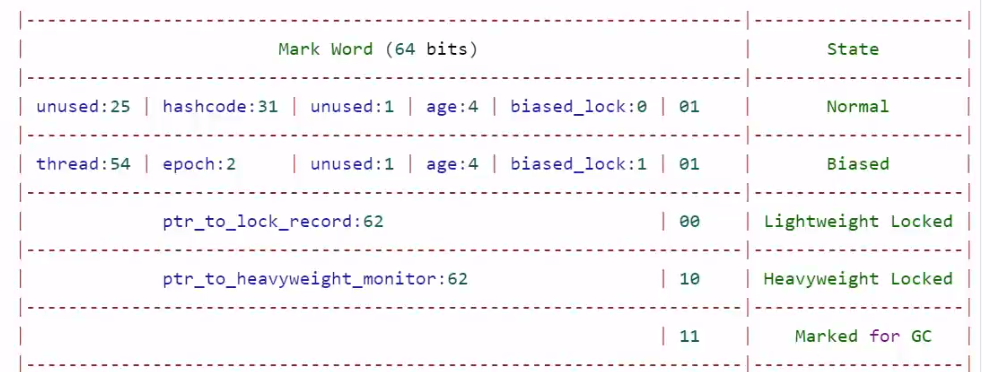 |--------------------------------------------------------------------|--------------------|
| Mark Word (64 bits) | State |
|--------------------------------------------------------------------|--------------------|
| unused:25 | hashcode:31 | unused:1 | age:4 | biased_lock:0 | 01 | Normal |
|--------------------------------------------------------------------|--------------------|
| thread:54 | epoch:2 | unused:1 | age:4 | biased_lock:1 | 01 | Biased |
|--------------------------------------------------------------------|--------------------|
| ptr_to_lock_record:62 | 00 | Lightweight Locked |
|--------------------------------------------------------------------|--------------------|
| ptr_to_heavyweight_monitor:62 | 10 | Heavyweight Locked |
|--------------------------------------------------------------------|--------------------|
| | 11 | Marked for GC |
|--------------------------------------------------------------------|--------------------|